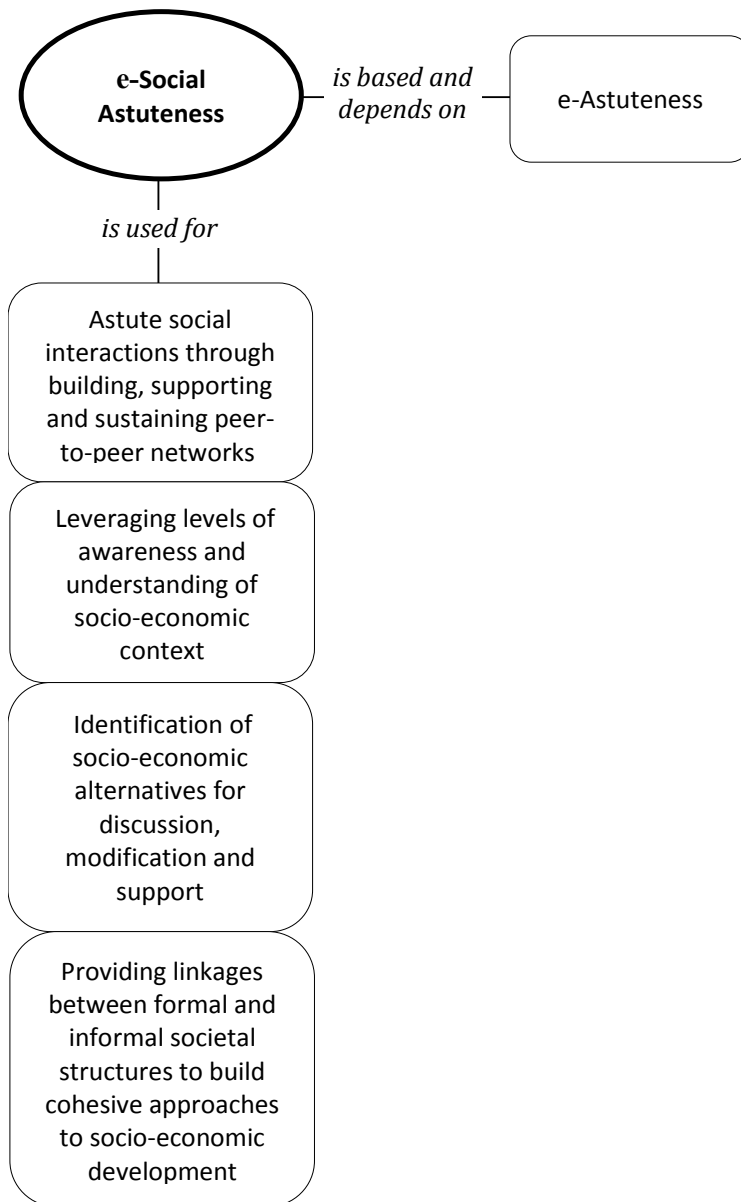 e-Social
Astuteness
is based and
depends on
e-Astuteness
is used for
Astute social
interactions through
building, supporting
and sustaining peer-
to-peer networks
Leveraging levels of
awareness and
understanding of
socio-economic
context
Identification of
socio-economic
alternatives for
discussion,
modification and
support
Providing linkages
between formal and
informal societal
structures to build
cohesive approaches
to socio-economic
development